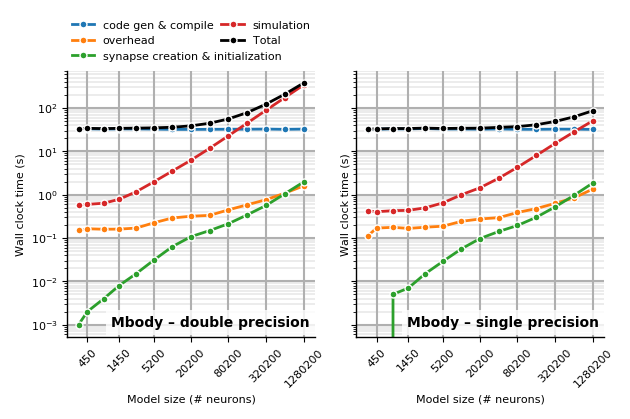 code gen & compile
overhead
synapse creation & initialization
simulation
Total
Wall clock time (s)
10²
10¹
10⁰
10⁻¹
10⁻²
10⁻³
Mbody – double precision
450
1450
5200
20200
80200
320200
1280200
Model size (# neurons)
Wall clock time (s)
10²
10¹
10⁰
10⁻¹
10⁻²
10⁻³
Mbody – single precision
450
1450
5200
20200
80200
320200
1280200
Model size (# neurons)